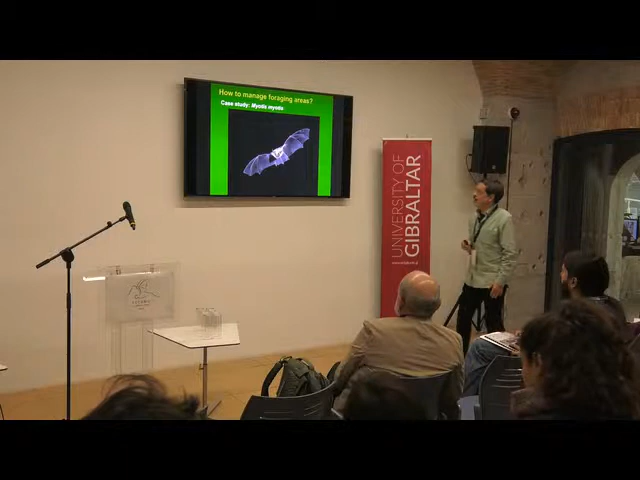 How to manage foraging areas?
Case study: Myotis myotis
UNIVERSITY OF
GIBRALTAR